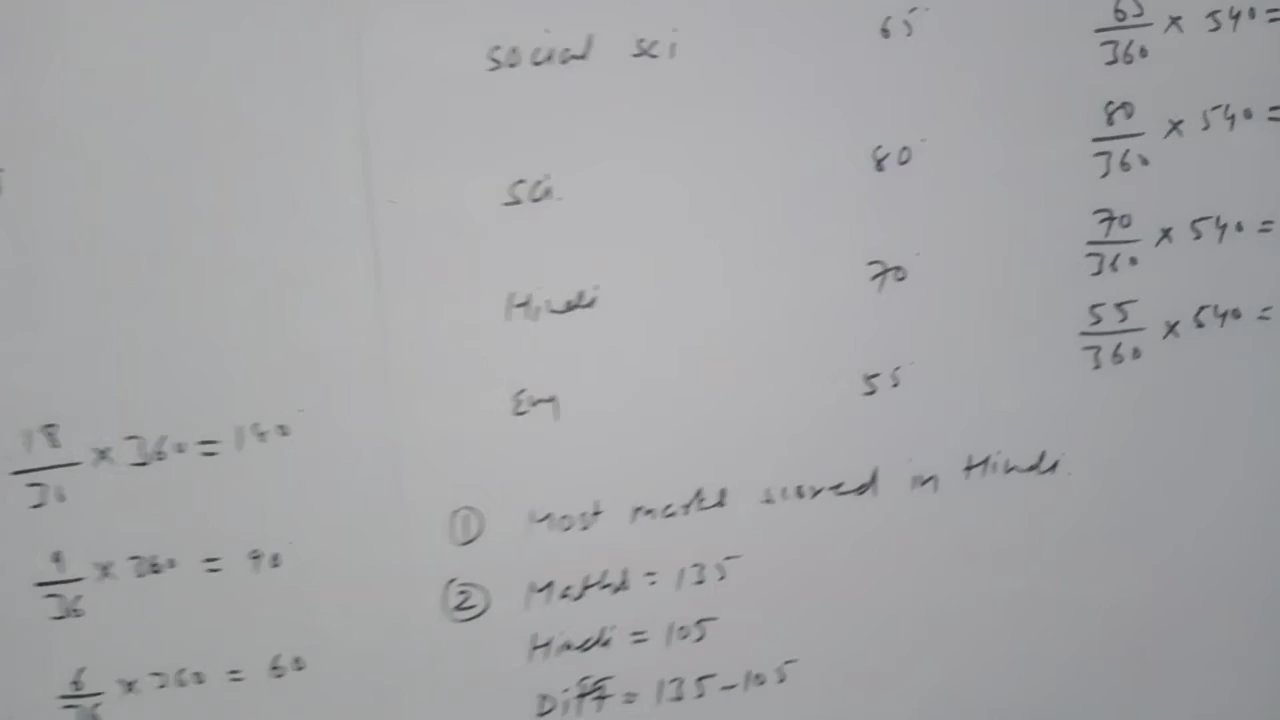 social sci 65 65/360 × 540 =
sci. 80 80/360 × 540 =
Hindi 70 70/360 × 540 =
Eng 55 55/360 × 540 =
18/36 × 360 = 180
① Most marks scored in Hindi.
9/36 × 360 = 90
② Maths = 135
Hindi = 105
6/36 × 360 = 60
Diff = 135-105